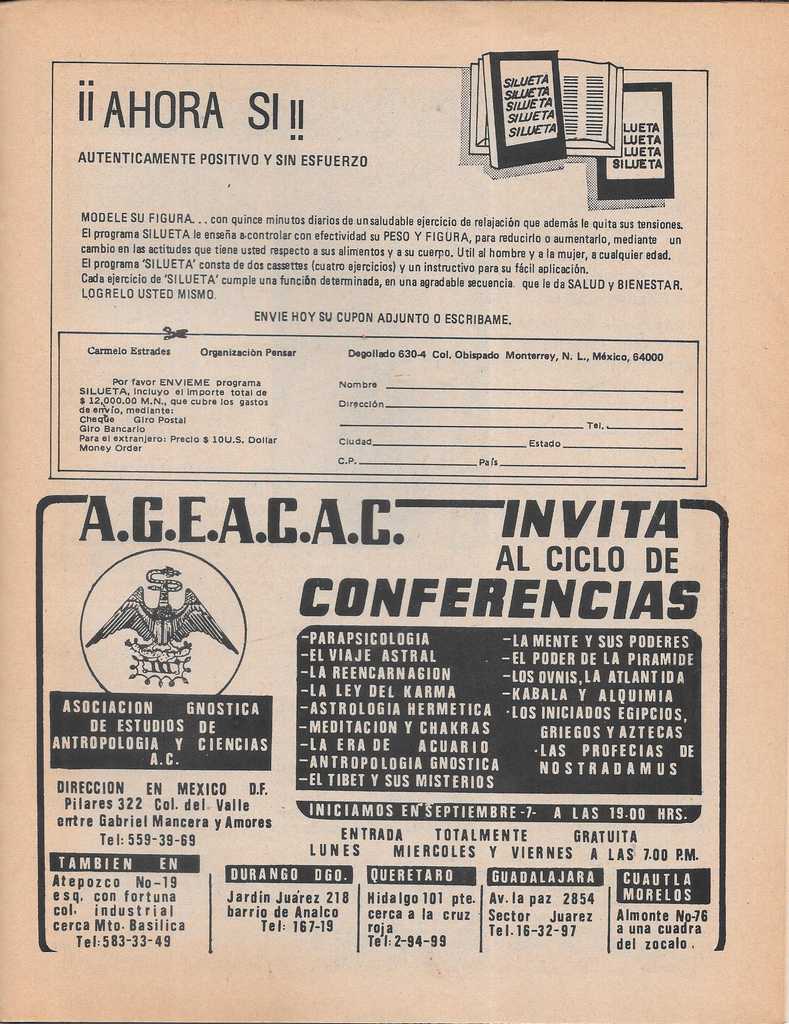 ¡¡AHORA SI!!
AUTENTICAMENTE POSITIVO Y SIN ESFUERZO
SILUETA
SILUETA
SILUETA
SILUETA
SILUETA
LUETA
LUETA
LUETA
SILUETA
MODELE SU FIGURA... con quince minutos diarios de un saludable ejercicio de relajación que además le quita sus tensiones.
El programa SILUETA le enseña a controlar con efectividad su PESO Y FIGURA, para reducirlo o aumentarlo, mediante un
cambio en las actitudes que tiene usted respecto a sus alimentos y a su cuerpo. Util al hombre y a la mujer, a cualquier edad.
El programa 'SILUETA' consta de dos cassettes (cuatro ejercicios) y un instructivo para su fácil aplicación.
Cada ejercicio de 'SILUETA' cumple una función determinada, en una agradable secuencia que le da SALUD y BIENESTAR.
LOGRELO USTED MISMO.
ENVIE HOY SU CUPON ADJUNTO O ESCRIBAME.
Carmelo Estrades Organización Pensar Degollado 630-4 Col. Obispado Monterrey, N. L., México, 64000
Por favor ENVIEME programa
SILUETA, incluyo el importe total de
$ 12,000.00 M.N., que cubre los gastos
de envío, mediante:
Cheque Giro Postal
Giro Bancario
Para el extranjero: Precio $ 10 U.S. Dollar
Money Order
Nombre
Dirección
Tel.
Ciudad Estado
C.P. País
A.G.E.A.C.A.C.
INVITA
AL CICLO DE
CONFERENCIAS
ASOCIACION GNOSTICA
DE ESTUDIOS DE
ANTROPOLOGIA Y CIENCIAS
A.C.
DIRECCION EN MEXICO D.F.
Pilares 322 Col. del Valle
entre Gabriel Mancera y Amores
Tel: 559-39-69
-PARAPSICOLOGIA
-EL VIAJE ASTRAL
-LA REENCARNACION
-LA LEY DEL KARMA
-ASTROLOGIA HERMETICA
-MEDITACION Y CHAKRAS
-LA ERA DE ACUARIO
-ANTROPOLOGIA GNOSTICA
-EL TIBET Y SUS MISTERIOS
-LA MENTE Y SUS PODERES
-EL PODER DE LA PIRAMIDE
-LOS OVNIS, LA ATLANTIDA
-KABALA Y ALQUIMIA
-LOS INICIADOS EGIPCIOS,
GRIEGOS Y AZTECAS
-LAS PROFECIAS DE
NOSTRADAMUS
INICIAMOS EN SEPTIEMBRE -7- A LAS 19:00 HRS.
ENTRADA TOTALMENTE GRATUITA
LUNES MIERCOLES Y VIERNES A LAS 7.00 P.M.
TAMBIEN EN
Atepozco No-19
esq. con fortuna
col. industrial
cerca Mto. Basilica
Tel: 583-33-49
DURANGO DGO.
Jardín Juárez 218
barrio de Analco
Tel: 167-19
QUERETARO
Hidalgo 101 pte.
cerca a la cruz
roja
Tel: 2-94-99
GUADALAJARA
Av. la paz 2854
Sector Juarez
Tel. 16-32-97
CUAUTLA
MORELOS
Almonte No-76
a una cuadra
del zocalo.